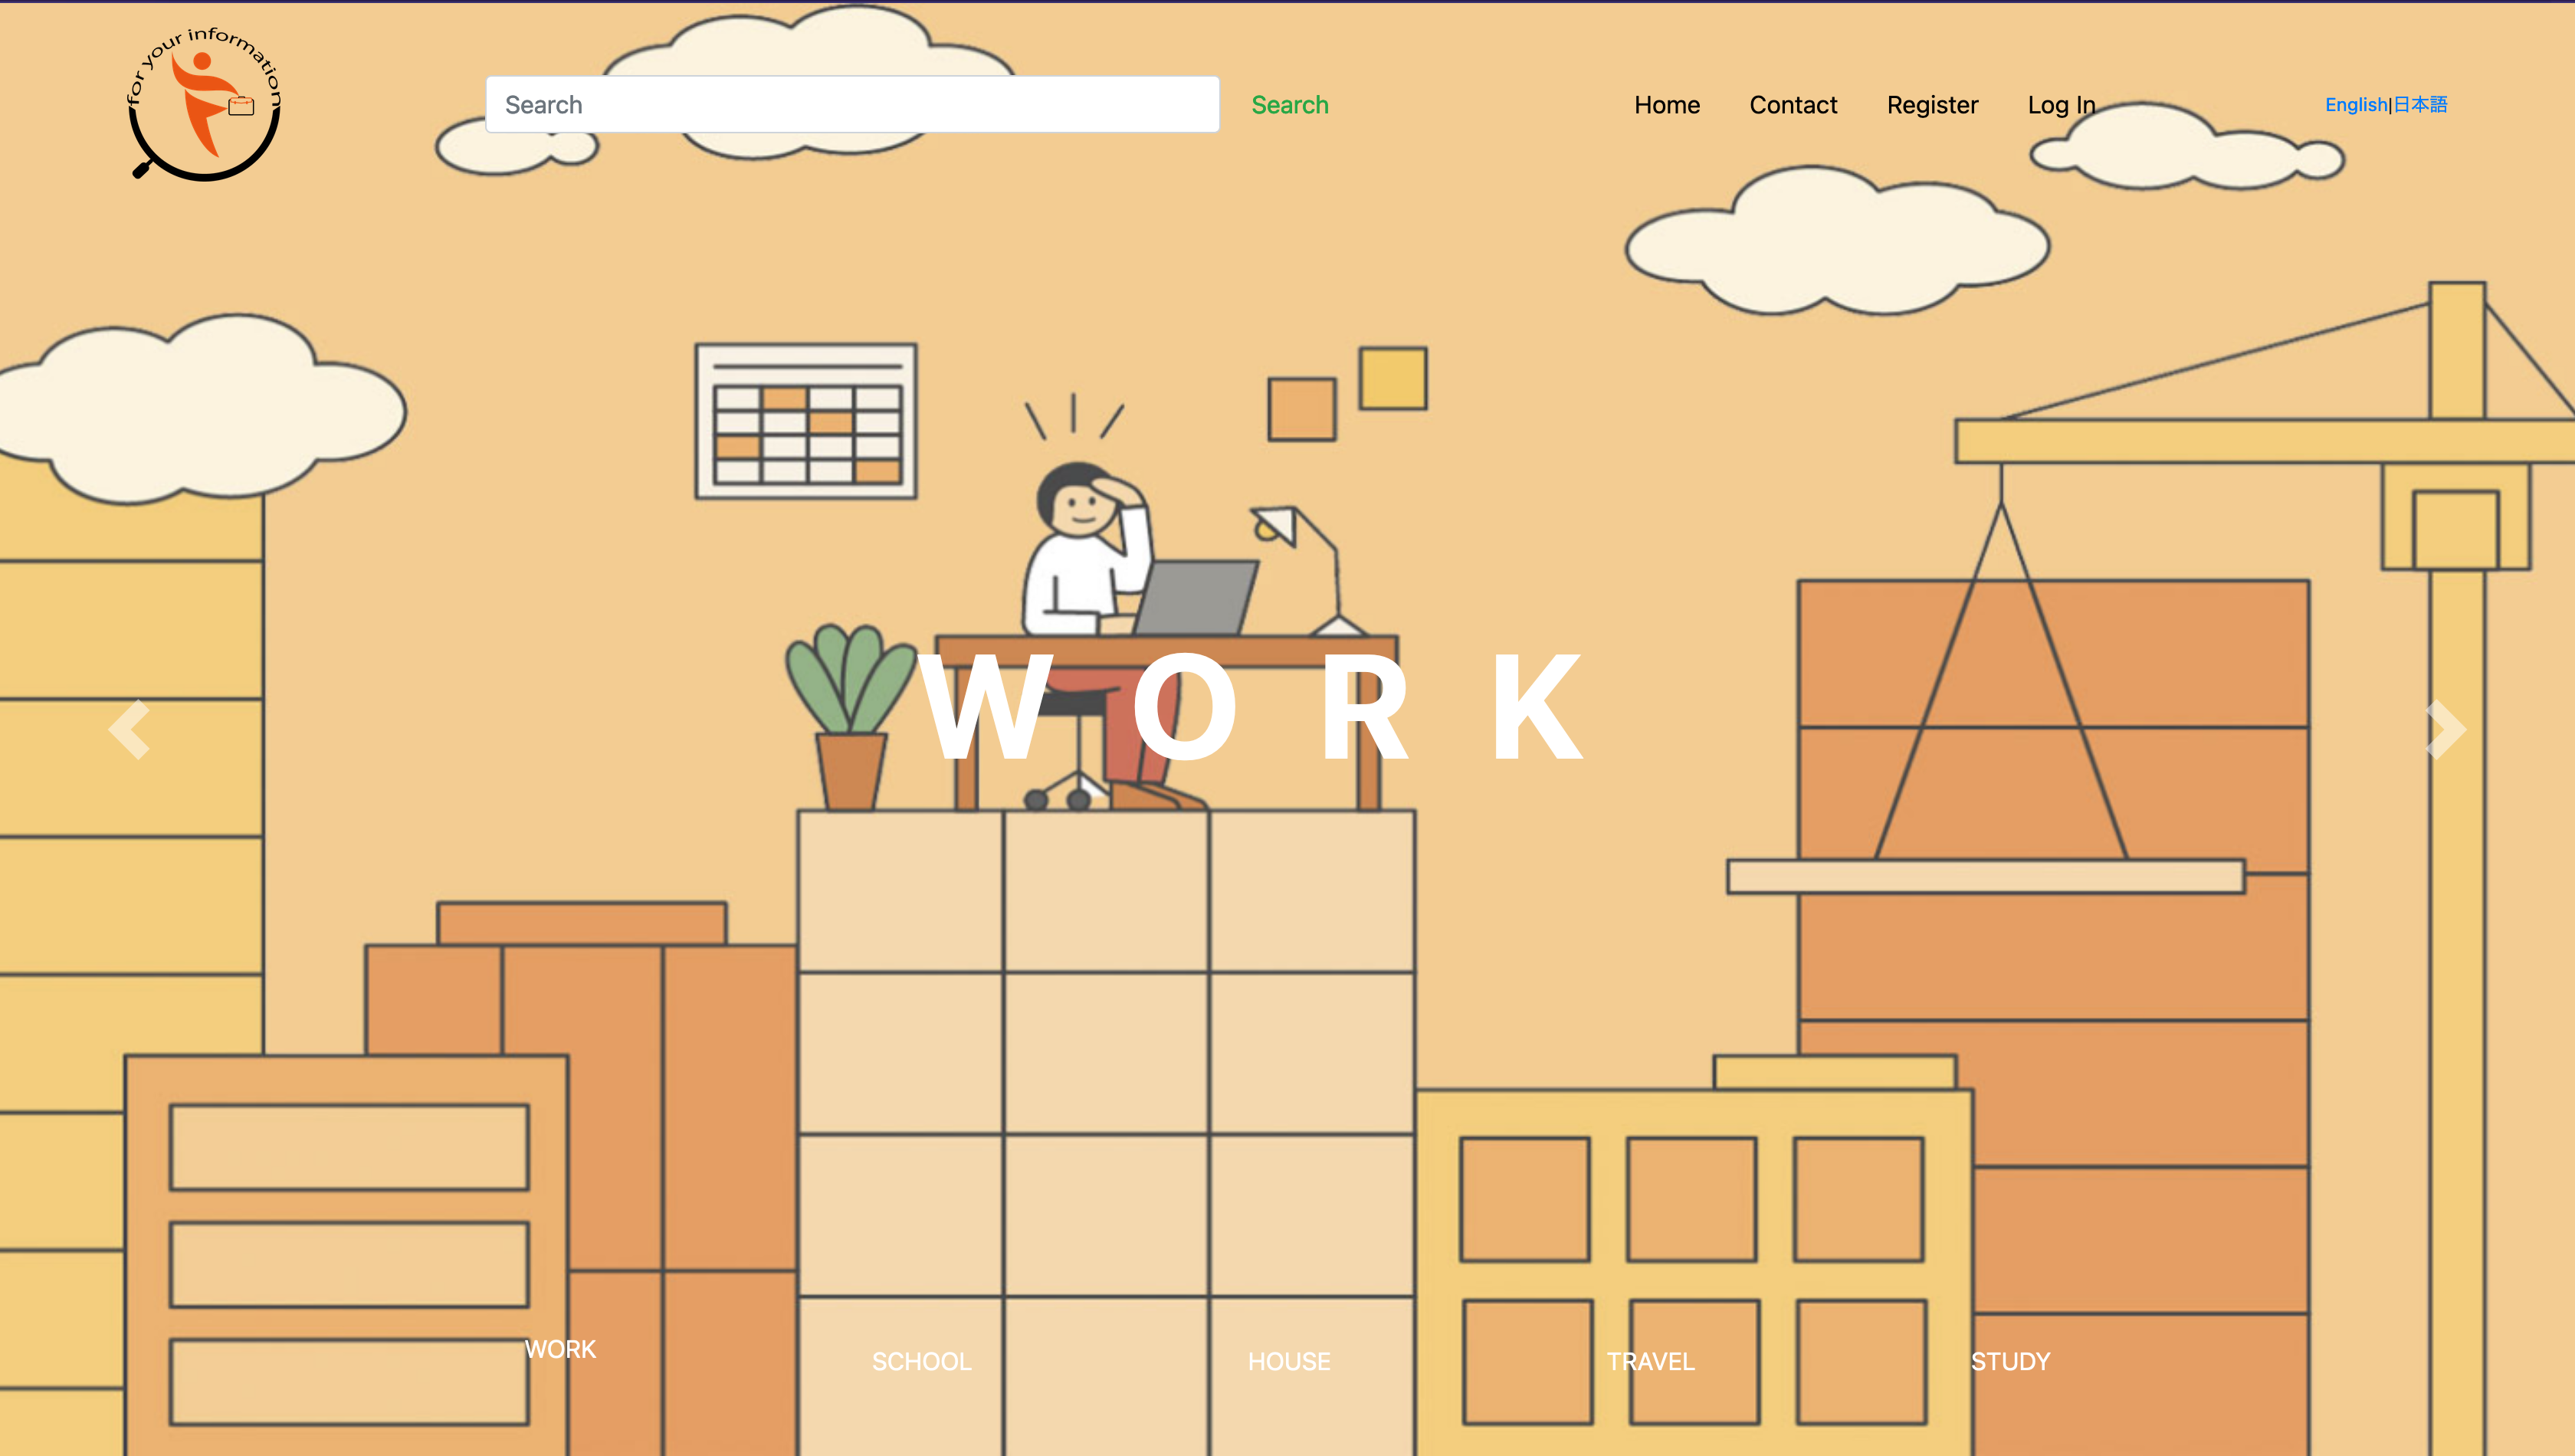 for your information
Search Search Home Contact Register Log In English|日本語
WORK
WORK SCHOOL HOUSE TRAVEL STUDY